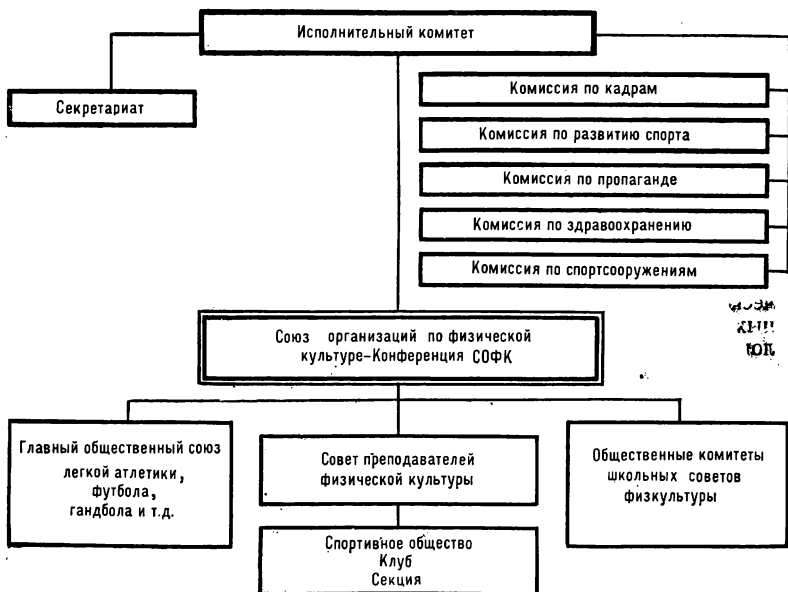 Исполнительный комитет
Секретариат
Комиссия по кадрам
Комиссия по развитию спорта
Комиссия по пропаганде
Комиссия по здравоохранению
Комиссия по спортсооружениям
Союз организаций по физической
культуре-Конференция СОФК
Главный общественный союз
легкой атлетики,
футбола,
гандбола и т.д.
Совет преподавателей
физической культуры
Общественные комитеты
школьных советов
физкультуры
Спортивное общество
Клуб
Секция